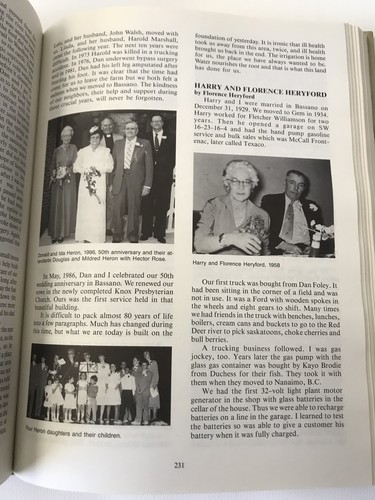 Lois, and her husband, John Walsh, moved with
Linda, and her husband, Harold Marshall,
the following year. The next ten years were
difficult. In 1973 Harold was killed in a trucking
In 1976, Dan underwent bypass surgery
and in 1981, Dan had his left leg amputated after
his foot. It was clear that the time had
for us to leave the farm but we both felt a
when we moved to Bassano. The kindness
of our neighbors, their help and support during
crucial years, will never be forgotten.
Donald and Ida Heron, 1986, 50th anniversary and their at-
tendants Douglas and Mildred Heron with Hector Rose.
In May, 1986, Dan and I celebrated our 50th
wedding anniversary in Bassano. We renewed our
vows in the newly completed Knox Presbyterian
Church. Ours was the first service held in that
beautiful building.
It is difficult to pack almost 80 years of life
into a few paragraphs. Much has changed during
this time, but what we are today is built on the
Four Heron daughters and their children.
foundation of yesterday. It is ironic that ill health
took us away from this area, twice, and ill health
brought us back in the end. The irrigation is home
for us, the place we have always wanted to be.
Water nourishes the root and that is what this land
has done for us.
HARRY AND FLORENCE HERYFORD
by Florence Heryford
Harry and I were married in Bassano on
December 31, 1929. We moved to Gem in 1934.
Harry worked for Fletcher Williamson for two
years. Then he opened a garage on SW
16-23-16-4 and had the hand pump gasoline
service and bulk sales which was McCall Front-
enac, later called Texaco.
Harry and Florence Heryford, 1958
Our first truck was bought from Dan Foley. It
had been sitting in the corner of a field and was
not in use. It was a Ford with wooden spokes in
the wheels and eight gears to shift. Many times
we had friends in the truck with benches, lunches,
boilers, cream cans and buckets to go to the Red
Deer river to pick saskatoons, choke cherries and
bull berries.
A trucking business followed. I was gas
jockey, too. Years later the gas pump with the
glass gas container was bought by Kayo Brodie
from Duchess for their fish. They took it with
them when they moved to Nanaimo, B.C.
We had the first 32-volt light plant motor
generator in the shop with glass batteries in the
cellar of the house. Thus we were able to recharge
batteries on a line in the garage. I learned to test
the batteries so was able to give a customer his
battery when it was fully charged.
231